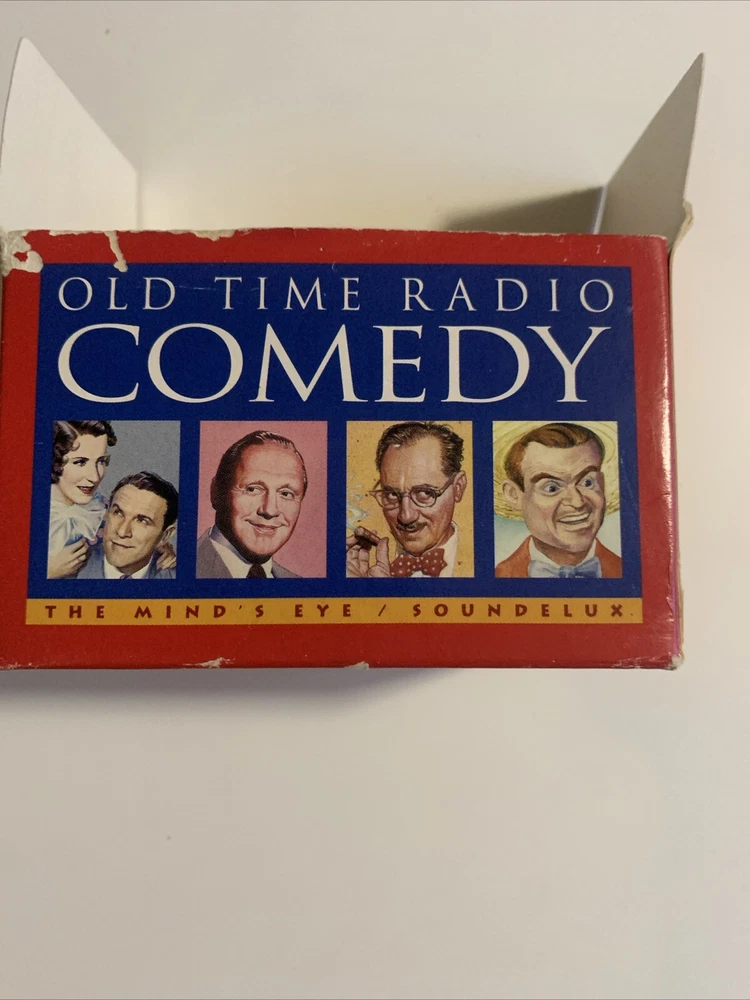 OLD TIME RADIO
COMEDY
THE MIND'S EYE / SOUNDELUX